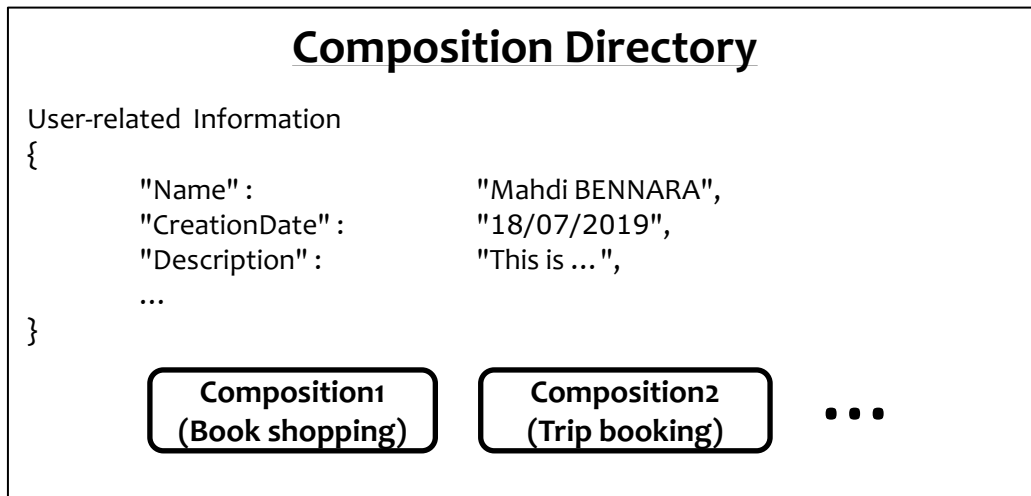 Composition Directory
User-related Information
{
"Name" : "Mahdi BENNARA",
"CreationDate" : "18/07/2019",
"Description" : "This is ... ",
...
}
Composition1
(Book shopping)
Composition2
(Trip booking)
...